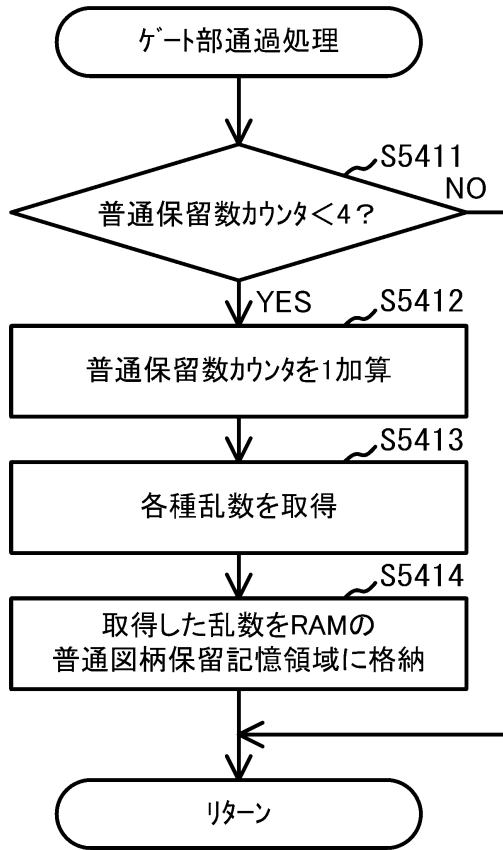 ｹﾞｰﾄ部通過処理
S5411
NO
普通保留数ｶｳﾝﾀ＜4？
YES
S5412
普通保留数ｶｳﾝﾀを1加算
S5413
各種乱数を取得
S5414
取得した乱数をRAMの
普通図柄保留記憶領域に格納
ﾘﾀｰﾝ